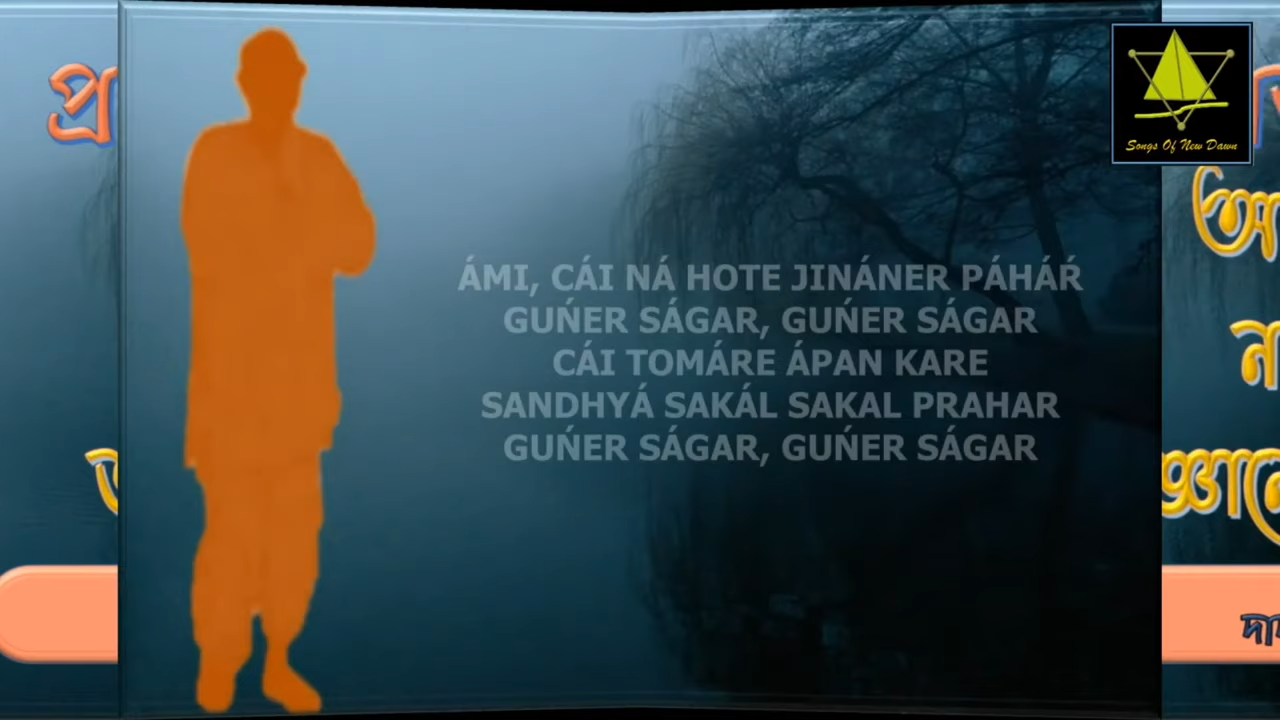 প্র
Songs Of New Dawn
ÁMI, CÁI NÁ HOTE JINÁNER PÁHÁŔ
GUŃER SÁGAR, GUŃER SÁGAR
CÁI TOMÁRE ÁPAN KARE
SANDHYÁ SAKÁL SAKAL PRAHAR
GUŃER SÁGAR, GUŃER SÁGAR